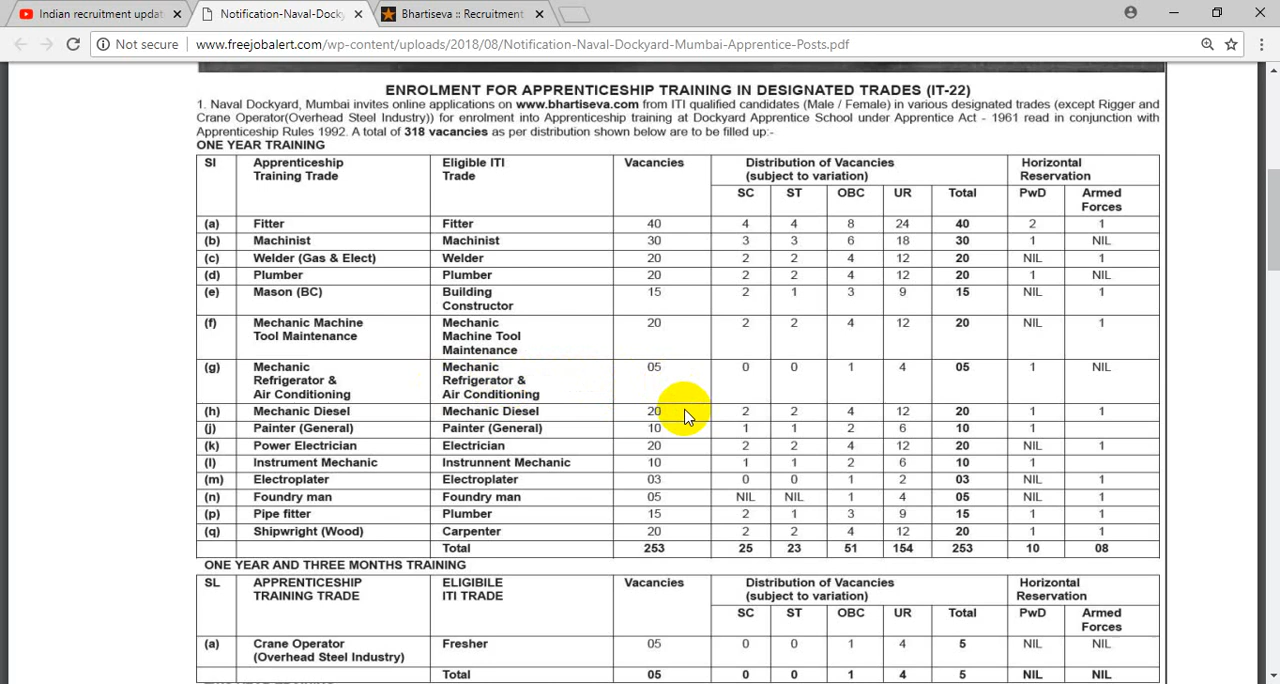 Indian recruitment updat
Notification-Naval-Docky
Bhartiseva :: Recruitment
Not secure www.freejobalert.com/wp-content/uploads/2018/08/Notification-Naval-Dockyard-Mumbai-Apprentice-Posts.pdf
ENROLMENT FOR APPRENTICESHIP TRAINING IN DESIGNATED TRADES (IT-22)
1. Naval Dockyard, Mumbai invites online applications on www.bhartiseva.com from ITI qualified candidates (Male / Female) in various designated trades (except Rigger and
Crane Operator(Overhead Steel Industry)) for enrolment into Apprenticeship training at Dockyard Apprentice School under Apprentice Act - 1961 read in conjunction with
Apprenticeship Rules 1992. A total of 318 vacancies as per distribution shown below are to be filled up:-
ONE YEAR TRAINING
SI Apprenticeship Eligible ITI Vacancies Distribution of Vacancies Horizontal
Training Trade Trade (subject to variation) Reservation
SC ST OBC UR Total PwD Armed
Forces
(a) Fitter Fitter 40 4 4 8 24 40 2 1
(b) Machinist Machinist 30 3 3 6 18 30 1 NIL
(c) Welder (Gas & Elect) Welder 20 2 2 4 12 20 NIL 1
(d) Plumber Plumber 20 2 2 4 12 20 1 NIL
(e) Mason (BC) Building 15 2 1 3 9 15 NIL 1
Constructor
(f) Mechanic Machine Mechanic 20 2 2 4 12 20 NIL 1
Tool Maintenance Machine Tool
Maintenance
(g) Mechanic Mechanic 05 0 0 1 4 05 1 NIL
Refrigerator & Refrigerator &
Air Conditioning Air Conditioning
(h) Mechanic Diesel Mechanic Diesel 20 2 2 4 12 20 1 1
(j) Painter (General) Painter (General) 10 1 1 2 6 10 1
(k) Power Electrician Electrician 20 2 2 4 12 20 NIL 1
(l) Instrument Mechanic Instrunnent Mechanic 10 1 1 2 6 10 1
(m) Electroplater Electroplater 03 0 0 1 2 03 NIL 1
(n) Foundry man Foundry man 05 NIL NIL 1 4 05 NIL 1
(p) Pipe fitter Plumber 15 2 1 3 9 15 1 1
(q) Shipwright (Wood) Carpenter 20 2 2 4 12 20 1 1
Total 253 25 23 51 154 253 10 08
ONE YEAR AND THREE MONTHS TRAINING
SL APPRENTICESHIP ELIGIBILE Vacancies Distribution of Vacancies Horizontal
TRAINING TRADE ITI TRADE (subject to variation) Reservation
SC ST OBC UR Total PwD Armed
Forces
(a) Crane Operator Fresher 05 0 0 1 4 5 NIL NIL
(Overhead Steel Industry)
Total 05 0 0 1 4 5 NIL NIL